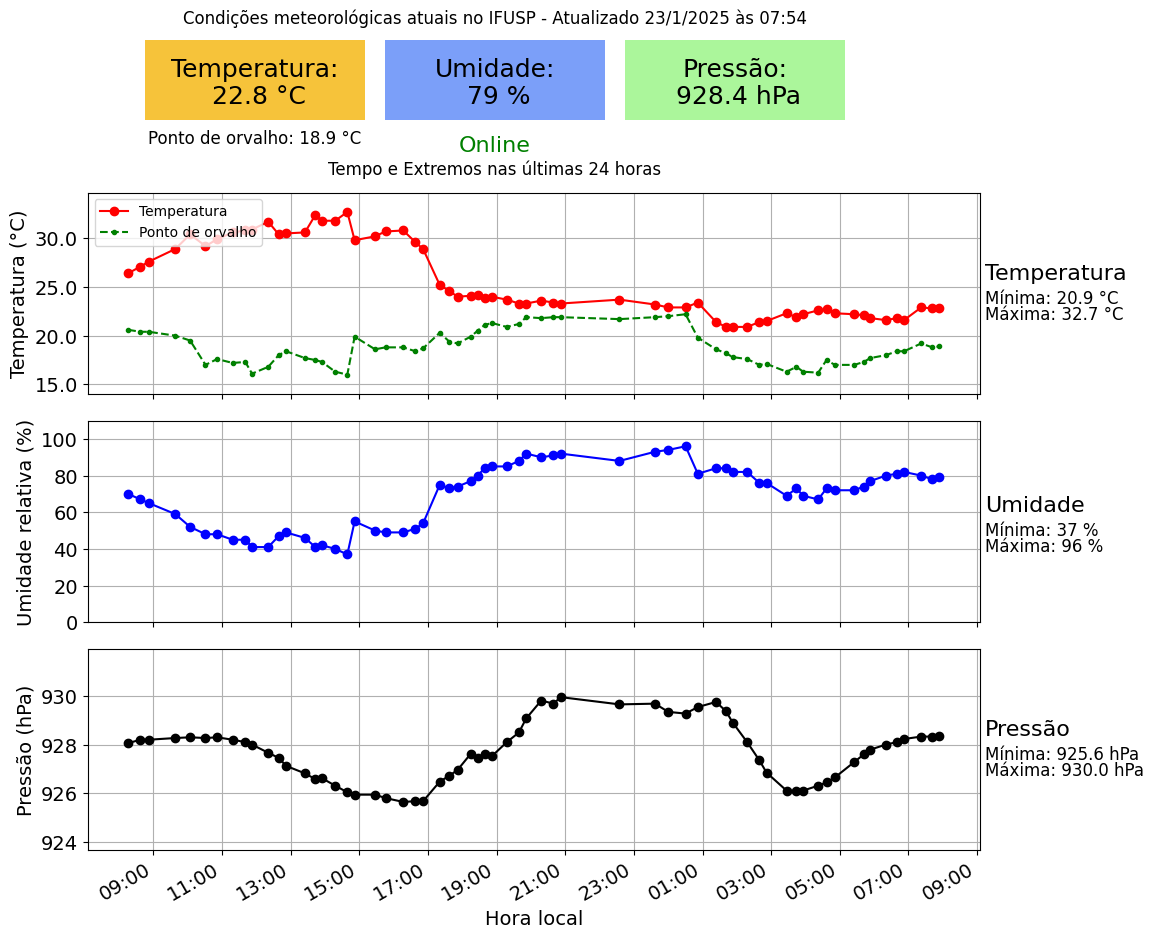 Condições meteorológicas atuais no IFUSP - Atualizado 23/1/2025 às 07:54
Temperatura:
22.8 °C
Umidade:
79 %
Pressão:
928.4 hPa
Ponto de orvalho: 18.9 °C
Online
Tempo e Extremos nas últimas 24 horas
Temperatura (°C)
30.0
25.0
20.0
15.0
Temperatura
Ponto de orvalho
Temperatura
Mínima: 20.9 °C
Máxima: 32.7 °C
Umidade relativa (%)
100
80
60
40
20
0
Umidade
Mínima: 37 %
Máxima: 96 %
Pressão (hPa)
930
928
926
924
Pressão
Mínima: 925.6 hPa
Máxima: 930.0 hPa
09:00 11:00 13:00 15:00 17:00 19:00 21:00 23:00 01:00 03:00 05:00 07:00 09:00
Hora local